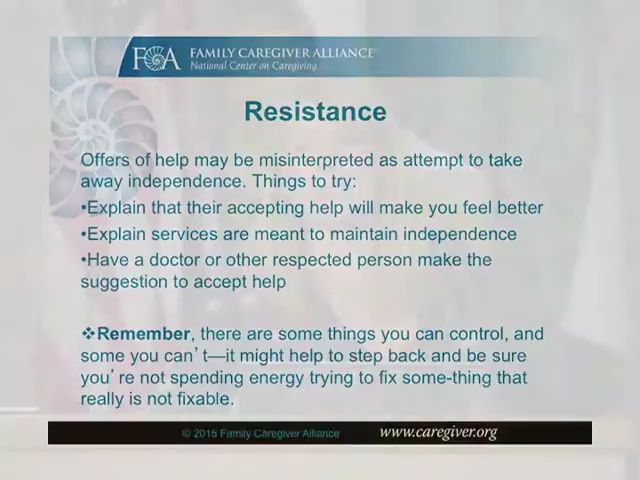 FCA FAMILY CAREGIVER ALLIANCE®
National Center on Caregiving
Resistance
Offers of help may be misinterpreted as attempt to take
away independence. Things to try:
•Explain that their accepting help will make you feel better
•Explain services are meant to maintain independence
•Have a doctor or other respected person make the
suggestion to accept help
❖Remember, there are some things you can control, and
some you can’t—it might help to step back and be sure
you’re not spending energy trying to fix some-thing that
really is not fixable.
© 2015 Family Caregiver Alliance www.caregiver.org